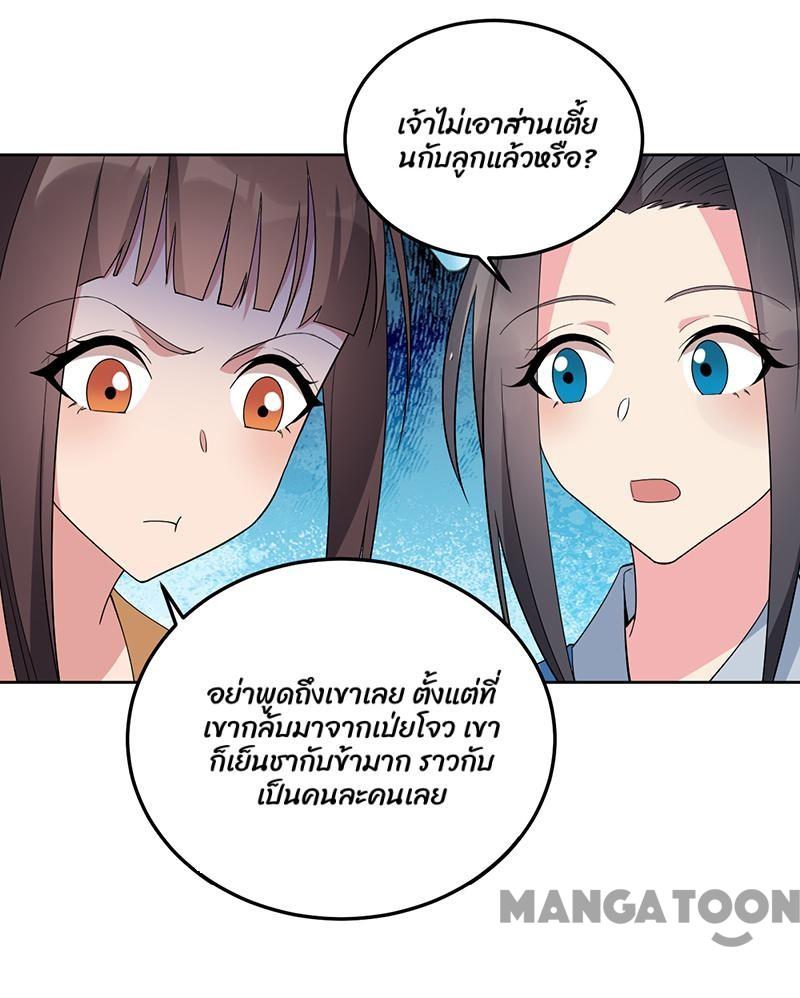 เจ้าไม่เอาส่านเตี้ย
นกับลูกแล้วหรือ?
อย่าพูดถึงเขาเลย ตั้งแต่ที่
เขากลับมาจากเป่ยโจว เขา
ก็เย็นชากับข้ามาก ราวกับ
เป็นคนละคนเลย
MANGATOON